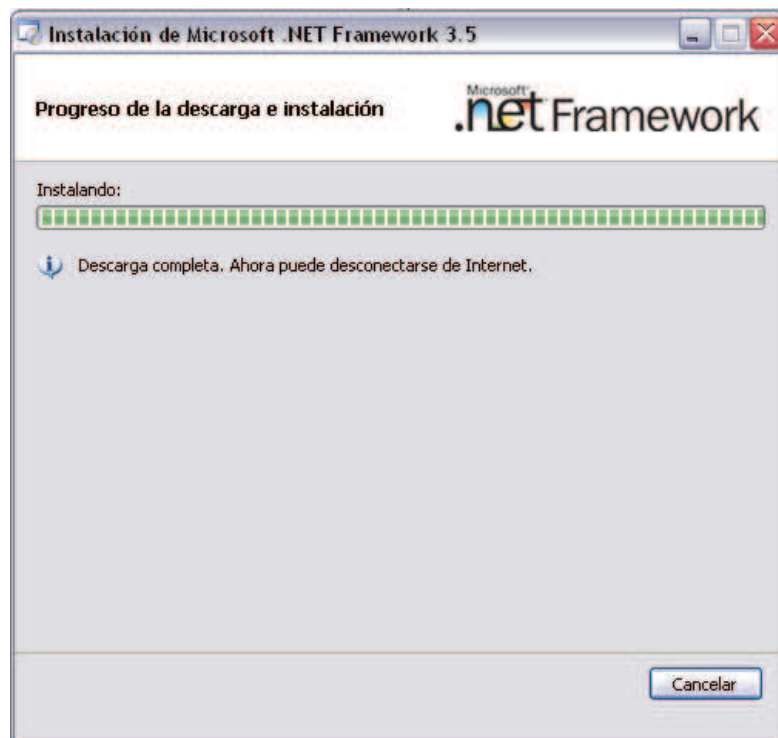 Instalación de Microsoft .NET Framework 3.5
Microsoft
.net Framework
Progreso de la descarga e instalación
Instalando:
Descarga completa. Ahora puede desconectarse de Internet.
Cancelar